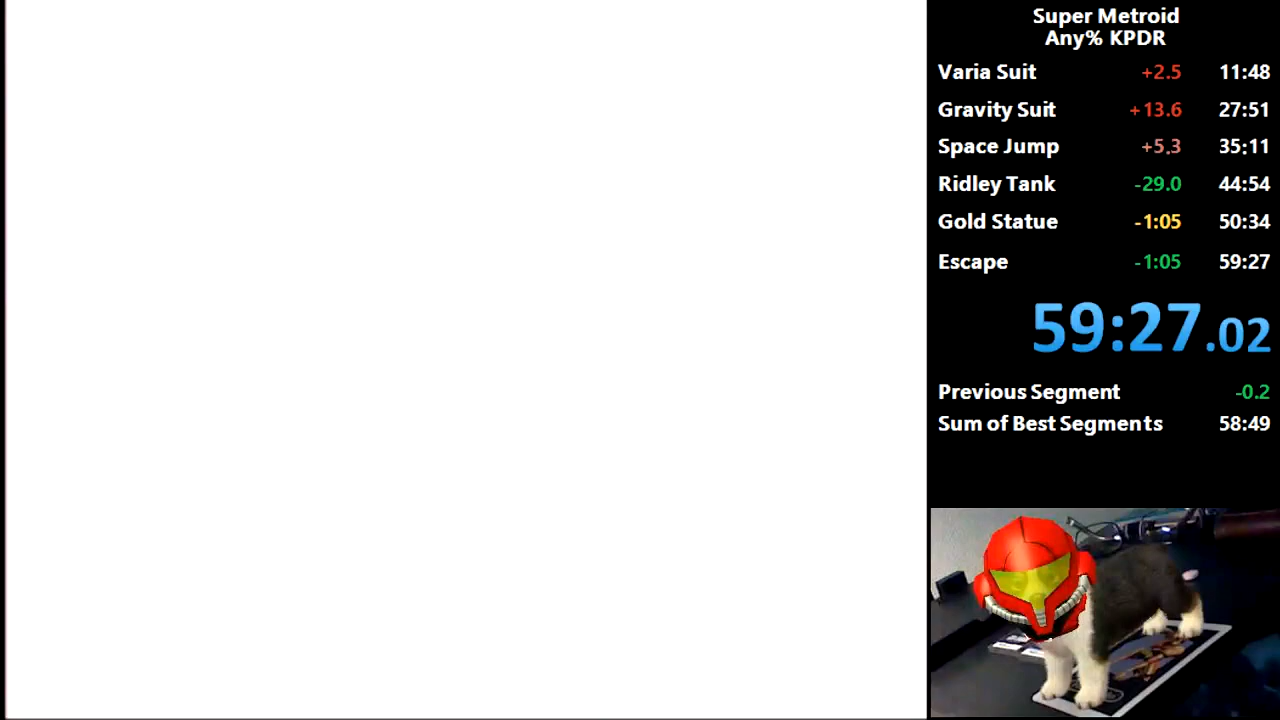 Super Metroid
Any% KPDR
Varia Suit +2.5 11:48
Gravity Suit +13.6 27:51
Space Jump +5.3 35:11
Ridley Tank -29.0 44:54
Gold Statue -1:05 50:34
Escape -1:05 59:27
59:27.02
Previous Segment -0.2
Sum of Best Segments 58:49